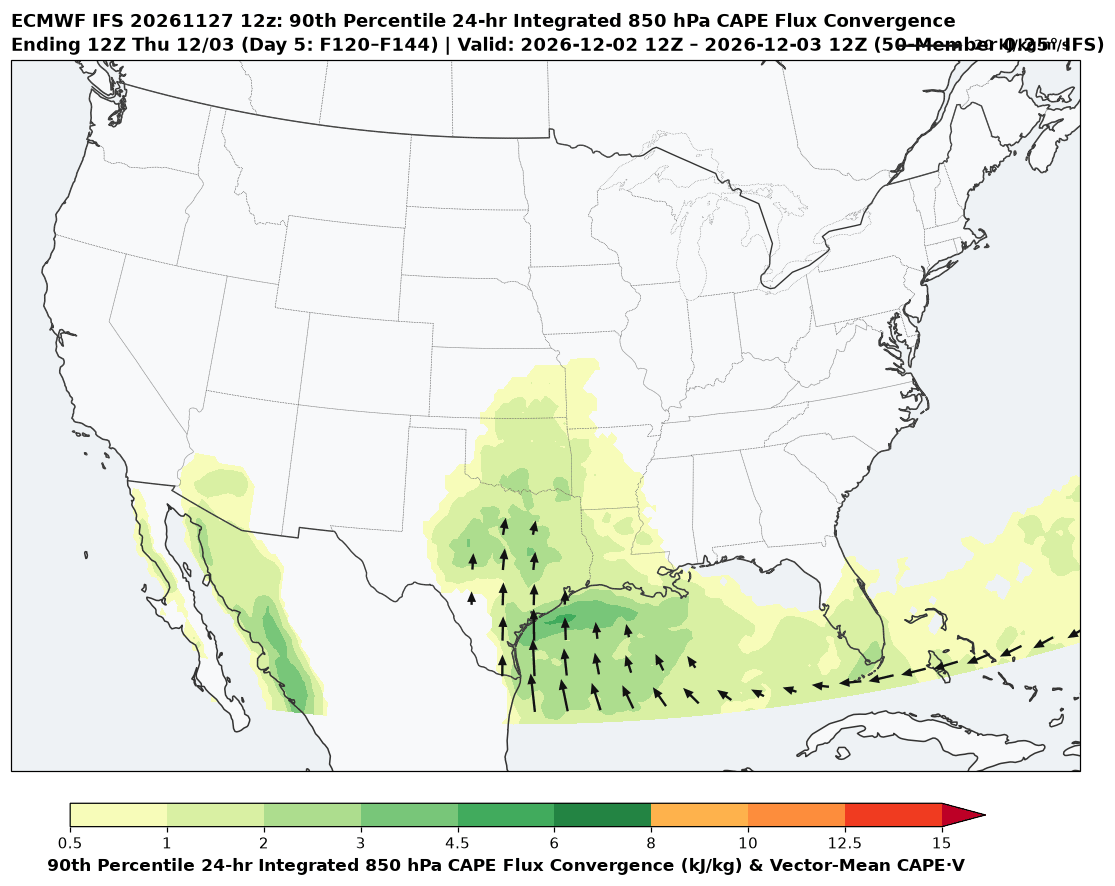 ECMWF IFS 20261127 12z: 90th Percentile 24-hr Integrated 850 hPa CAPE Flux Convergence
Ending 12Z Thu 12/03 (Day 5: F120–F144) | Valid: 2026-12-02 12Z – 2026-12-03 12Z (50-Member 0.25° IFS)
0.5 1 2 3 4.5 6 8 10 12.5 15
90th Percentile 24-hr Integrated 850 hPa CAPE Flux Convergence (kJ/kg) & Vector-Mean CAPE·V